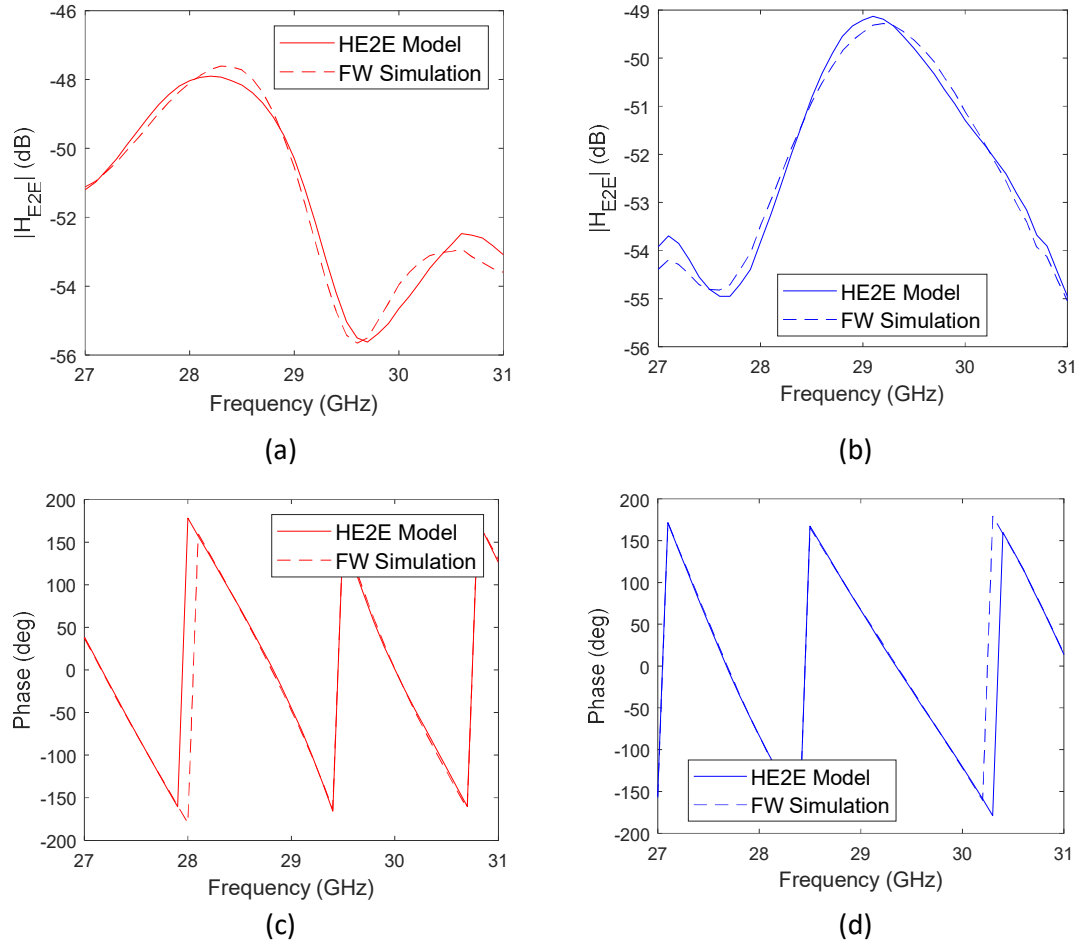 -46
-48
-50
-52
-54
-56
|H_E2E| (dB)
HE2E Model
FW Simulation
27 28 29 30 31
Frequency (GHz)
(a)
-49
-50
-51
-52
-53
-54
-55
-56
|H_E2E| (dB)
HE2E Model
FW Simulation
27 28 29 30 31
Frequency (GHz)
(b)
200
150
100
50
0
-50
-100
-150
-200
Phase (deg)
HE2E Model
FW Simulation
27 28 29 30 31
Frequency (GHz)
(c)
200
150
100
50
0
-50
-100
-150
-200
Phase (deg)
HE2E Model
FW Simulation
27 28 29 30 31
Frequency (GHz)
(d)